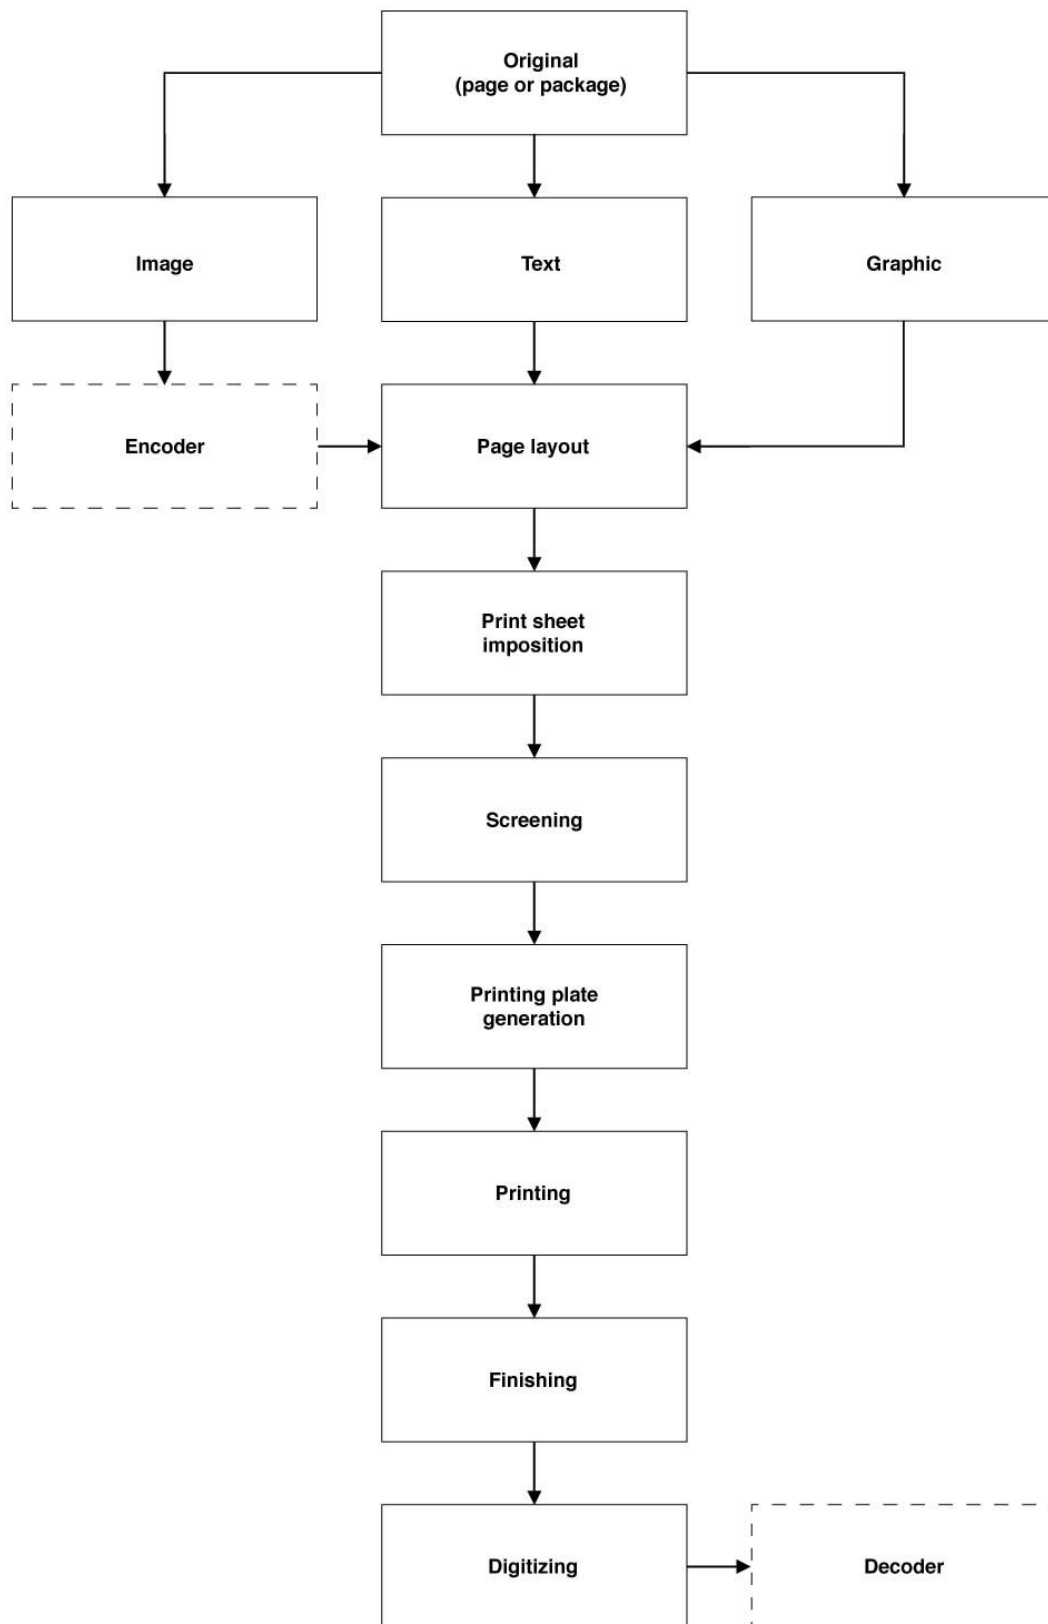 Original
(page or package)
Image
Text
Graphic
Encoder
Page layout
Print sheet
imposition
Screening
Printing plate
generation
Printing
Finishing
Digitizing
Decoder